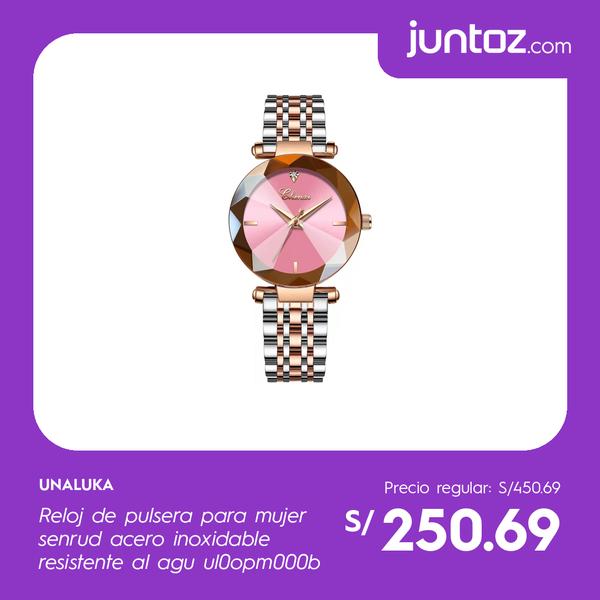 juntoz.com
Chenxi
UNALUKA
Reloj de pulsera para mujer
senrud acero inoxidable
resistente al agu ul0opm000b
Precio regular: S/450.69
S/ 250.69